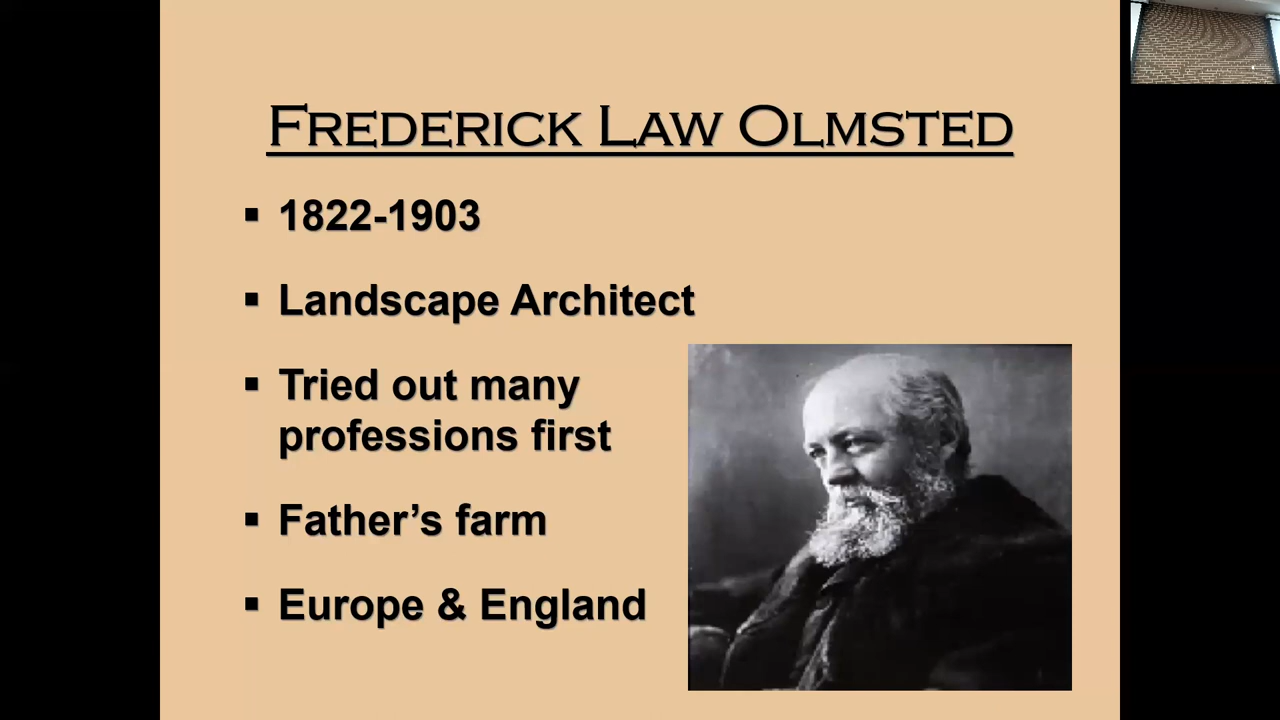 Frederick Law Olmsted
▪ 1822-1903
▪ Landscape Architect
▪ Tried out many
professions first
▪ Father’s farm
▪ Europe & England